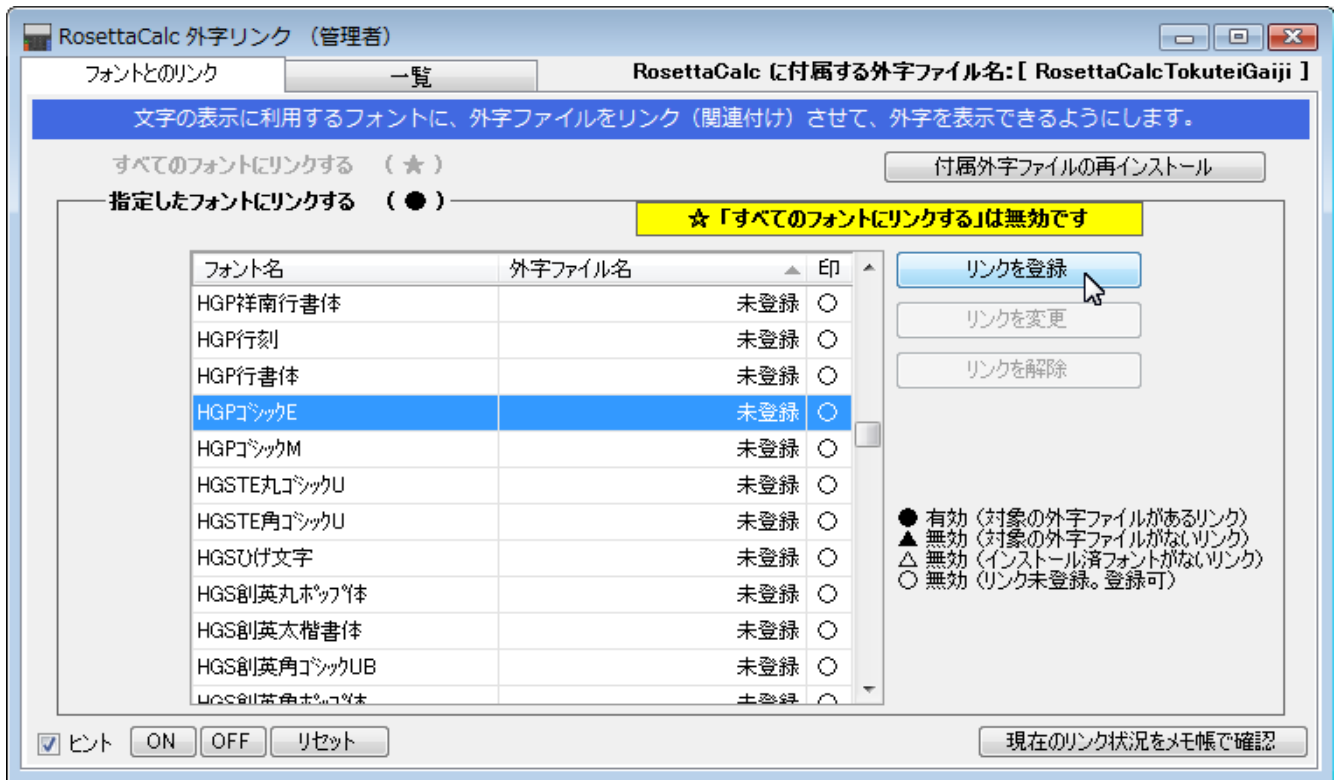 RosettaCalc 外字リンク （管理者）
フォントとのリンク
一覧
RosettaCalc に付属する外字ファイル名：[ RosettaCalcTokuteiGaiji ]
文字の表示に利用するフォントに、外字ファイルをリンク（関連付け）させて、外字を表示できるようにします。
すべてのフォントにリンクする （ ★ ）
付属外字ファイルの再インストール
指定したフォントにリンクする （ ● ）
☆「すべてのフォントにリンクする」は無効です
フォント名 外字ファイル名 印
リンクを登録
HGP祥南行書体 未登録 ○
リンクを変更
HGP行刻 未登録 ○
HGP行書体 未登録 ○
リンクを解除
HGPｺﾞｼｯｸE 未登録 ○
HGPｺﾞｼｯｸM 未登録 ○
HGSTE丸ｺﾞｼｯｸU 未登録 ○
HGSTE角ｺﾞｼｯｸU 未登録 ○
HGSひげ文字 未登録 ○
HGS創英丸ﾎﾟｯﾌﾟ体 未登録 ○
HGS創英太楷書体 未登録 ○
HGS創英角ｺﾞｼｯｸUB 未登録 ○
HGS創英角ﾎﾟｯﾌﾟ体 未登録 ○
● 有効（対象の外字ファイルがあるリンク）
▲ 無効（対象の外字ファイルがないリンク）
△ 無効（インストール済フォントがないリンク）
○ 無効（リンク未登録。登録可）
ヒント ON OFF リセット
現在のリンク状況をメモ帳で確認